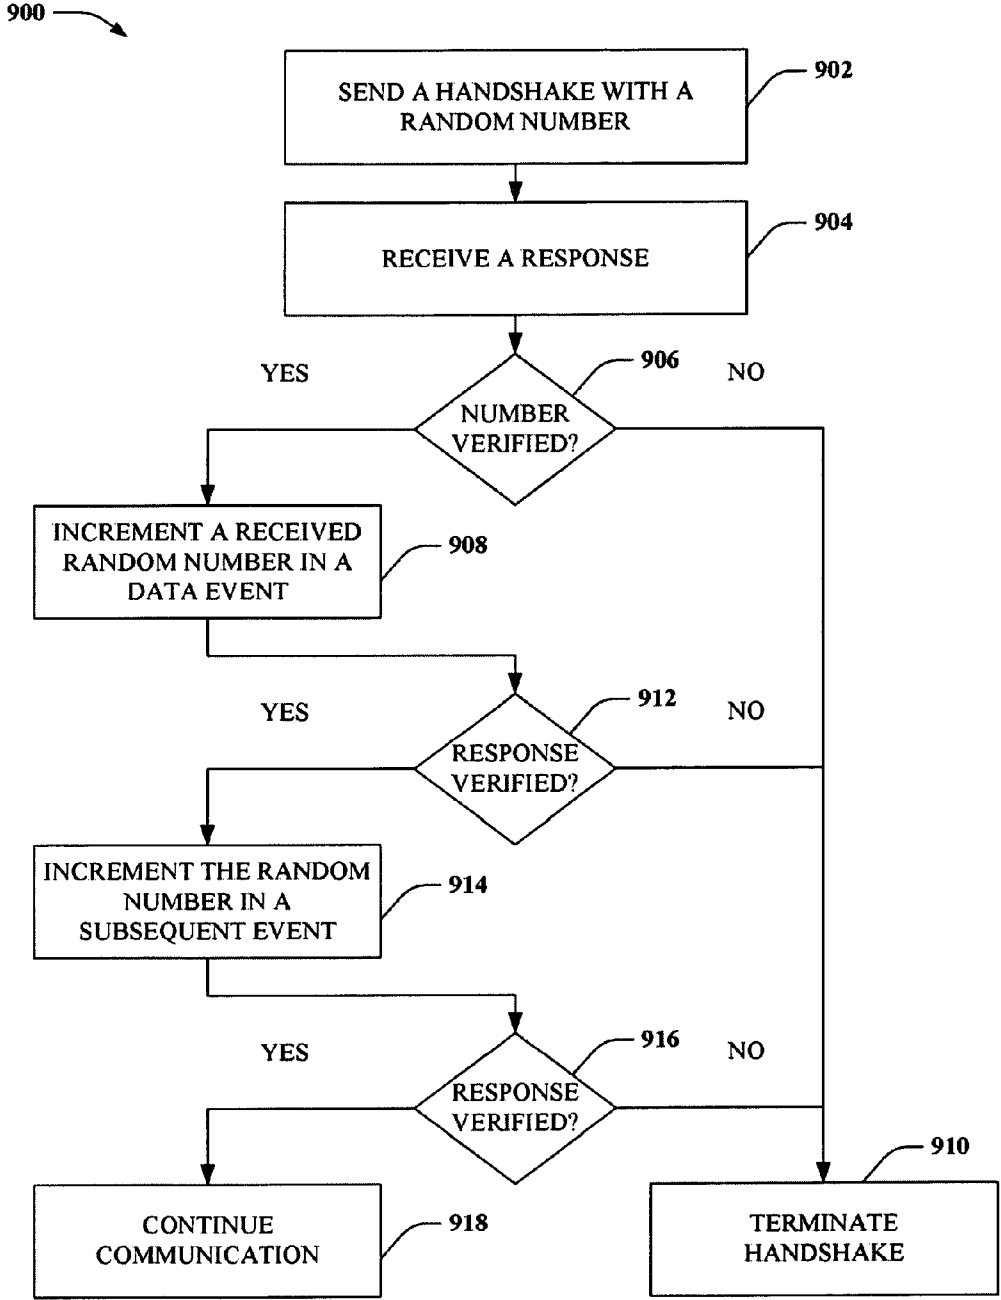 900
SEND A HANDSHAKE WITH A
RANDOM NUMBER
902
RECEIVE A RESPONSE
904
YES
906
NO
NUMBER
VERIFIED?
INCREMENT A RECEIVED
RANDOM NUMBER IN A
DATA EVENT
908
YES
912
NO
RESPONSE
VERIFIED?
INCREMENT THE RANDOM
NUMBER IN A
SUBSEQUENT EVENT
914
YES
916
NO
RESPONSE
VERIFIED?
910
CONTINUE
COMMUNICATION
918
TERMINATE
HANDSHAKE